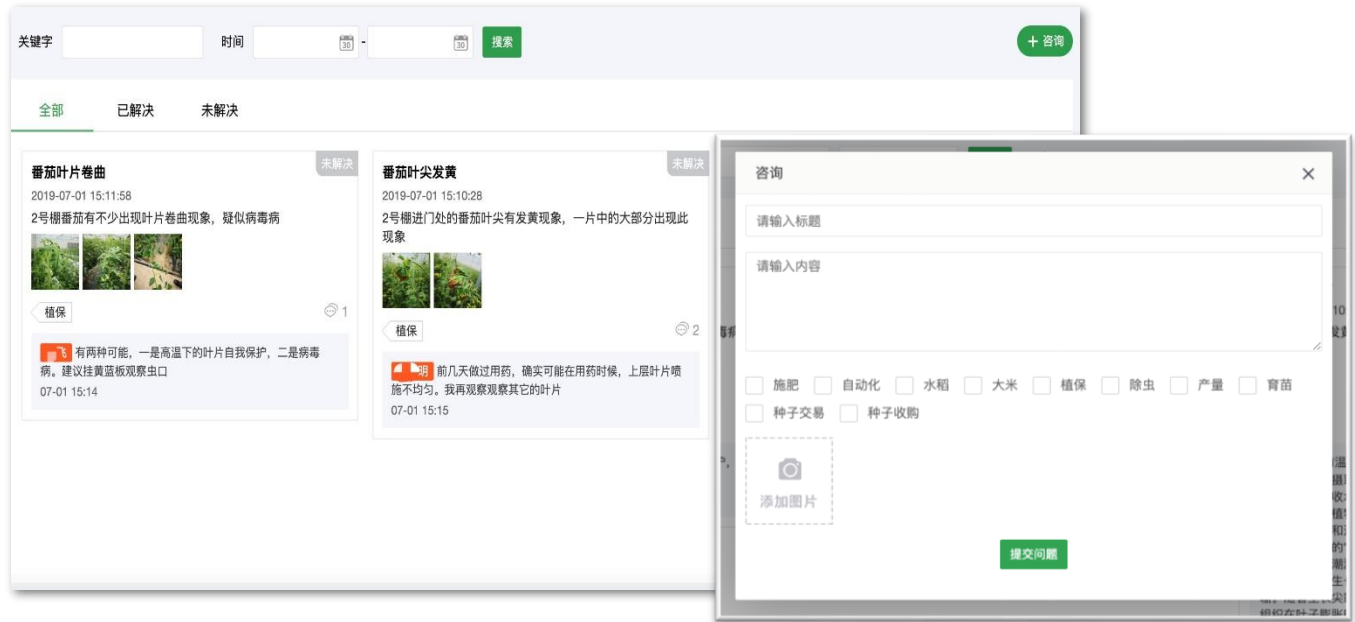 关键字
时间
30
-
30
搜索
+ 咨询
全部
已解决
未解决
未解决
番茄叶片卷曲
2019-07-01 15:11:58
2号棚番茄有不少出现叶片卷曲现象，疑似病毒病
植保
1
飞 有两种可能，一是高温下的叶片自我保护，二是病毒
病。建议挂黄蓝板观察虫口
07-01 15:14
未解决
番茄叶尖发黄
2019-07-01 15:10:28
2号棚进门处的番茄叶尖有发黄现象，一片中的大部分出现此
现象
植保
2
明 前几天做过用药，确实可能在用药时候，上层叶片喷
施不均匀。我再观察观察其它的叶片
07-01 15:15
咨询
请输入标题
请输入内容
施肥 自动化 水稻 大米 植保 除虫 产量 育苗
种子交易 种子收购
添加图片
提交问题